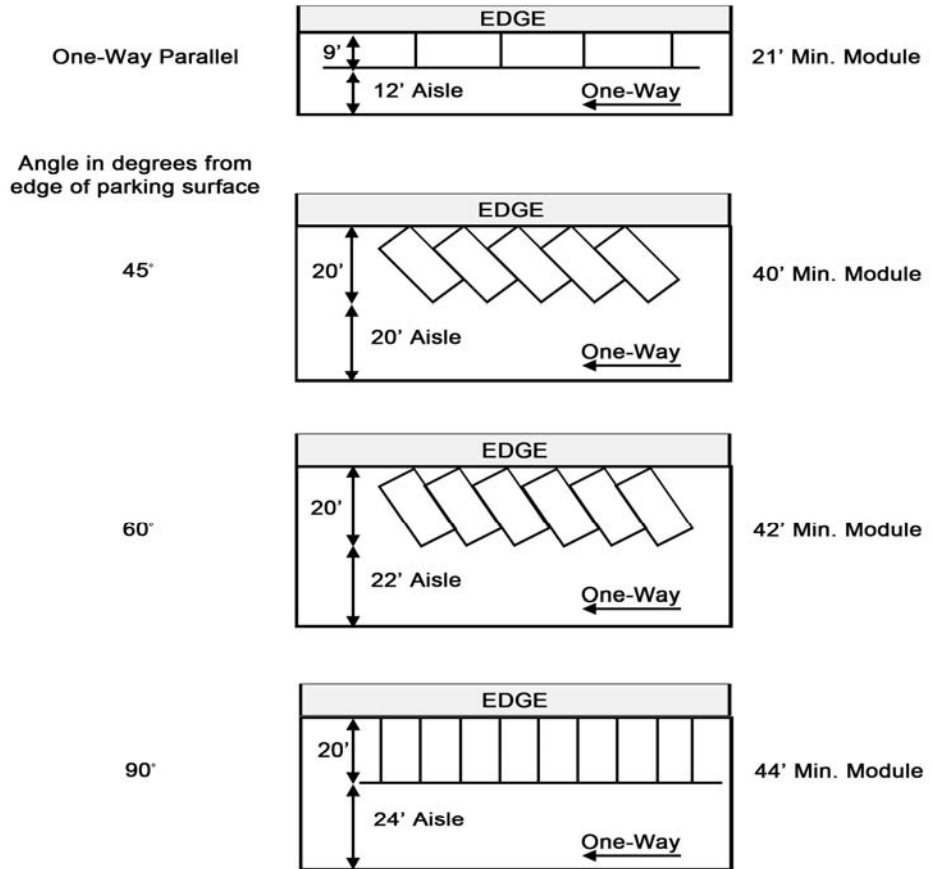 EDGE
One-Way Parallel
9’
21’ Min. Module
12’ Aisle
One-Way
Angle in degrees from
edge of parking surface
EDGE
45°
20’
40’ Min. Module
20’ Aisle
One-Way
EDGE
60°
20’
42’ Min. Module
22’ Aisle
One-Way
EDGE
90°
20’
44’ Min. Module
24’ Aisle
One-Way